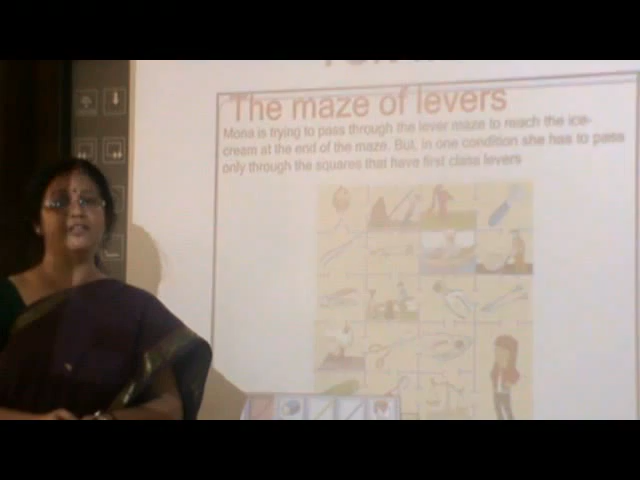 The maze of levers
Mona is trying to pass through the lever maze to reach the ice-
cream at the end of the maze. But, in one condition she has to pass
only through the squares that have first class levers